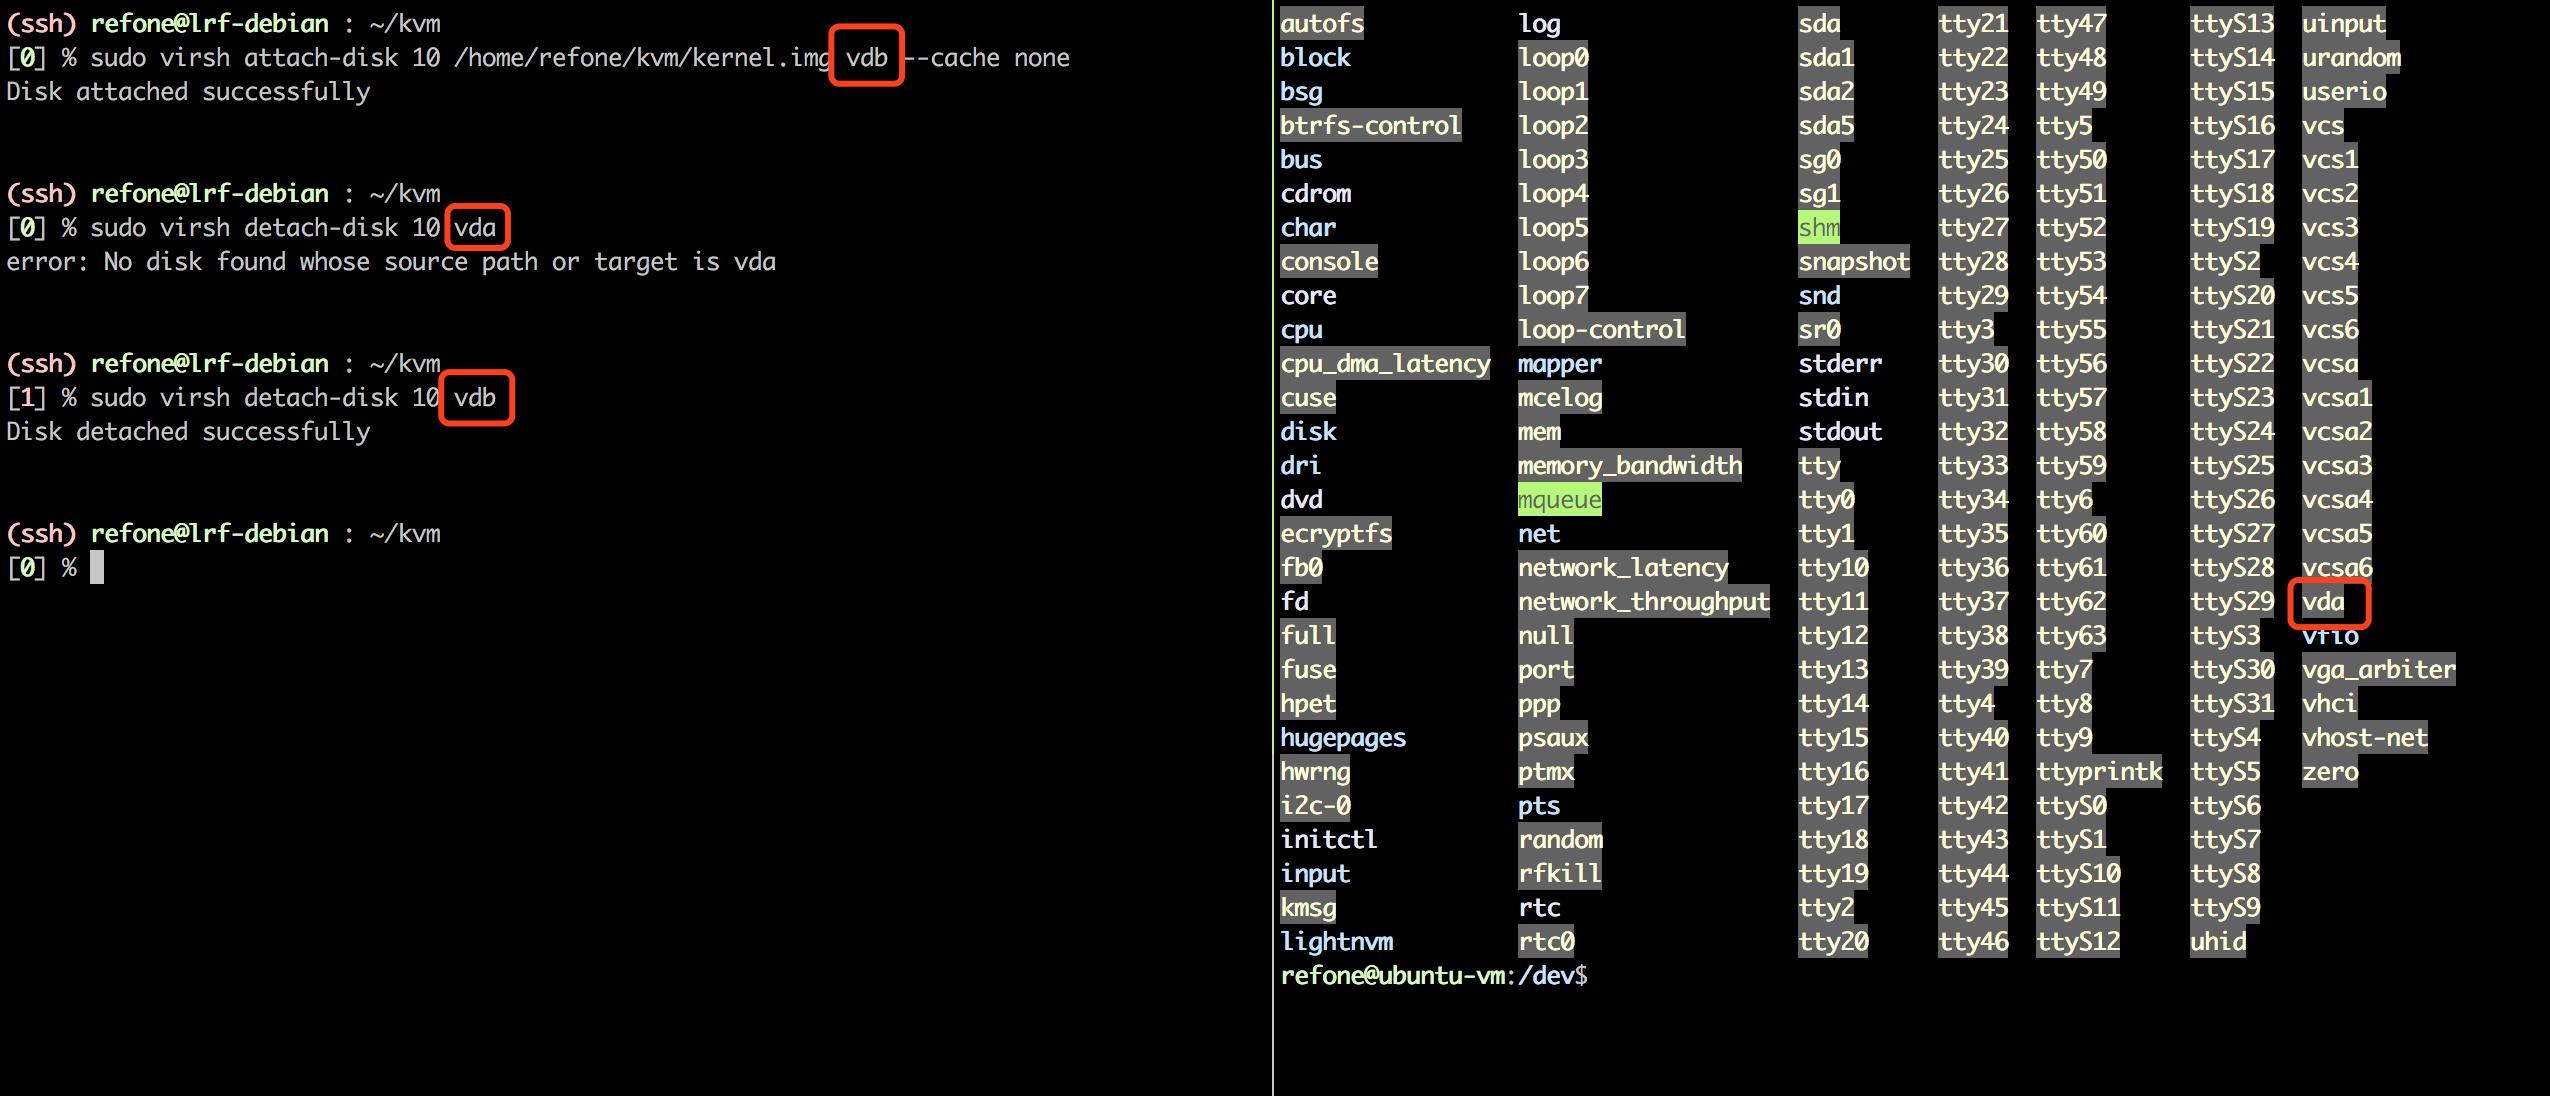 (ssh) refone@lrf-debian : ~/kvm
[0] % sudo virsh attach-disk 10 /home/refone/kvm/kernel.img vdb --cache none
Disk attached successfully
(ssh) refone@lrf-debian : ~/kvm
[0] % sudo virsh detach-disk 10 vda
error: No disk found whose source path or target is vda
(ssh) refone@lrf-debian : ~/kvm
[1] % sudo virsh detach-disk 10 vdb
Disk detached successfully
(ssh) refone@lrf-debian : ~/kvm
[0] %
autofs log sda tty21 tty47 ttyS13 uinput
block loop0 sda1 tty22 tty48 ttyS14 urandom
bsg loop1 sda2 tty23 tty49 ttyS15 userio
btrfs-control loop2 sda5 tty24 tty5 ttyS16 vcs
bus loop3 sg0 tty25 tty50 ttyS17 vcs1
cdrom loop4 sg1 tty26 tty51 ttyS18 vcs2
char loop5 shm tty27 tty52 ttyS19 vcs3
console loop6 snapshot tty28 tty53 ttyS2 vcs4
core loop7 snd tty29 tty54 ttyS20 vcs5
cpu loop-control sr0 tty3 tty55 ttyS21 vcs6
cpu_dma_latency mapper stderr tty30 tty56 ttyS22 vcsa
cuse mcelog stdin tty31 tty57 ttyS23 vcsa1
disk mem stdout tty32 tty58 ttyS24 vcsa2
dri memory_bandwidth tty tty33 tty59 ttyS25 vcsa3
dvd mqueue tty0 tty34 tty6 ttyS26 vcsa4
ecryptfs net tty1 tty35 tty60 ttyS27 vcsa5
fb0 network_latency tty10 tty36 tty61 ttyS28 vcsa6
fd network_throughput tty11 tty37 tty62 ttyS29 vda
full null tty12 tty38 tty63 ttyS3 vfio
fuse port tty13 tty39 tty7 ttyS30 vga_arbiter
hpet ppp tty14 tty4 tty8 ttyS31 vhci
hugepages psaux tty15 tty40 tty9 ttyS4 vhost-net
hwrng ptmx tty16 tty41 ttyprintk ttyS5 zero
i2c-0 pts tty17 tty42 ttyS0 ttyS6
initctl random tty18 tty43 ttyS1 ttyS7
input rfkill tty19 tty44 ttyS10 ttyS8
kmsg rtc tty2 tty45 ttyS11 ttyS9
lightnvm rtc0 tty20 tty46 ttyS12 uhid
refone@ubuntu-vm:/dev$